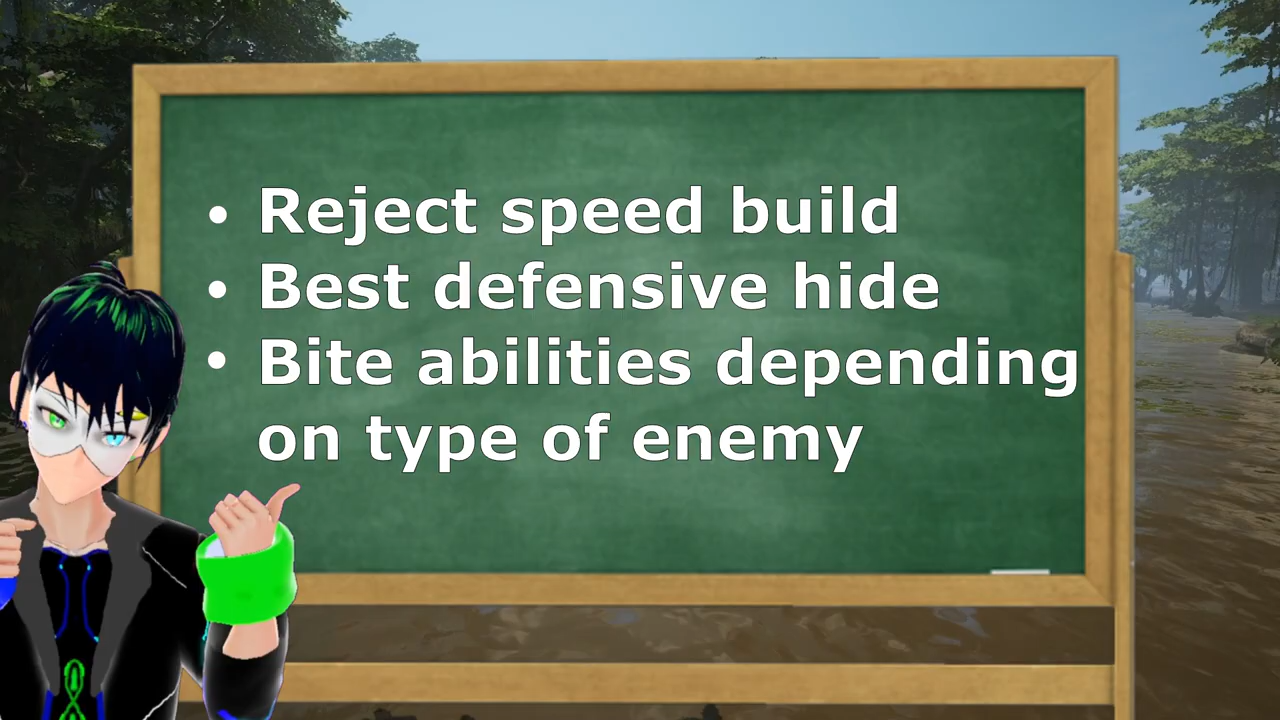 • Reject speed build
• Best defensive hide
• Bite abilities depending
on type of enemy